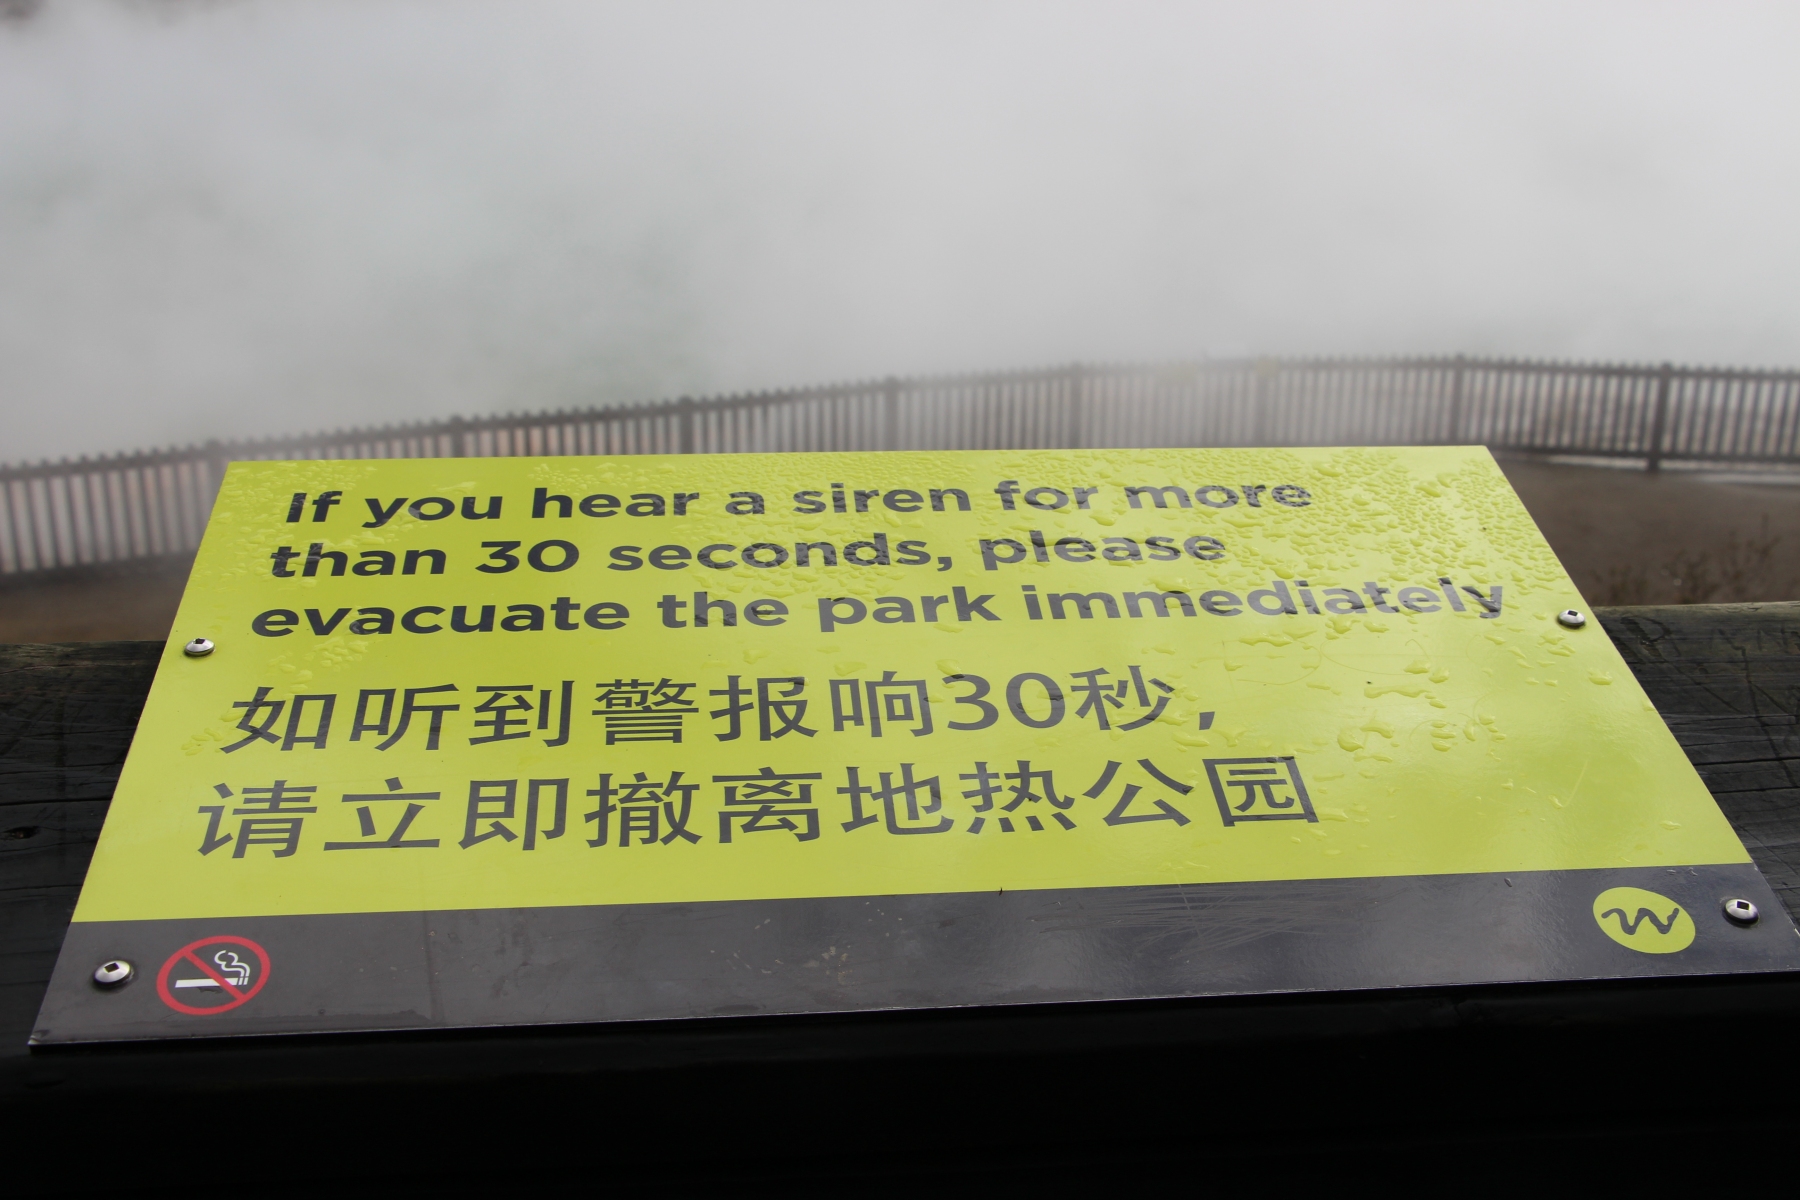 If you hear a siren for more
than 30 seconds, please
evacuate the park immediately
如听到警报响30秒,
请立即撤离地热公园
w